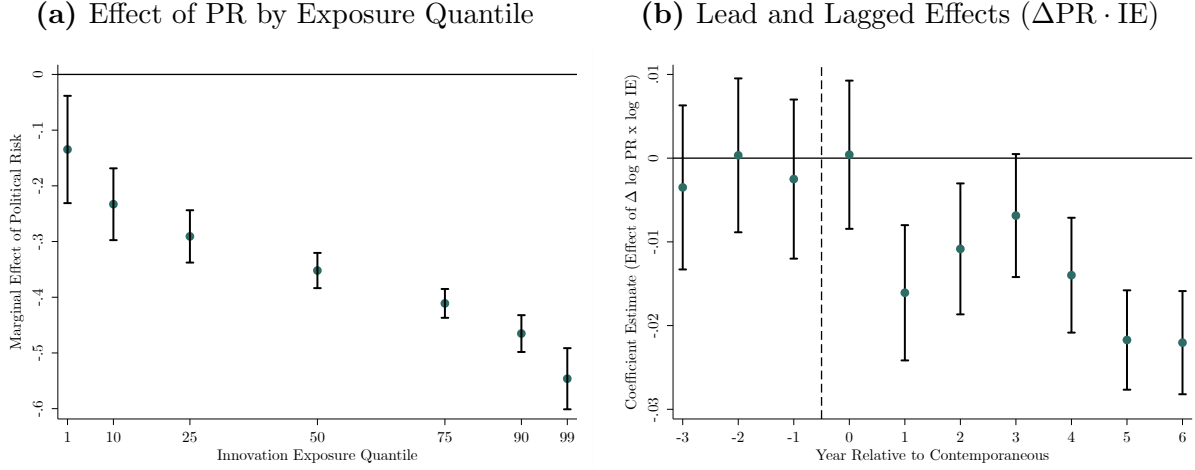 (a) Effect of PR by Exposure Quantile
Marginal Effect of Political Risk
0
-.1
-.2
-.3
-.4
-.5
-.6
1 10 25 50 75 90 99
Innovation Exposure Quantile
(b) Lead and Lagged Effects (ΔPR · IE)
Coefficient Estimate (Effect of Δ log PR x log IE)
.01
0
-.01
-.02
-.03
-3 -2 -1 0 1 2 3 4 5 6
Year Relative to Contemporaneous